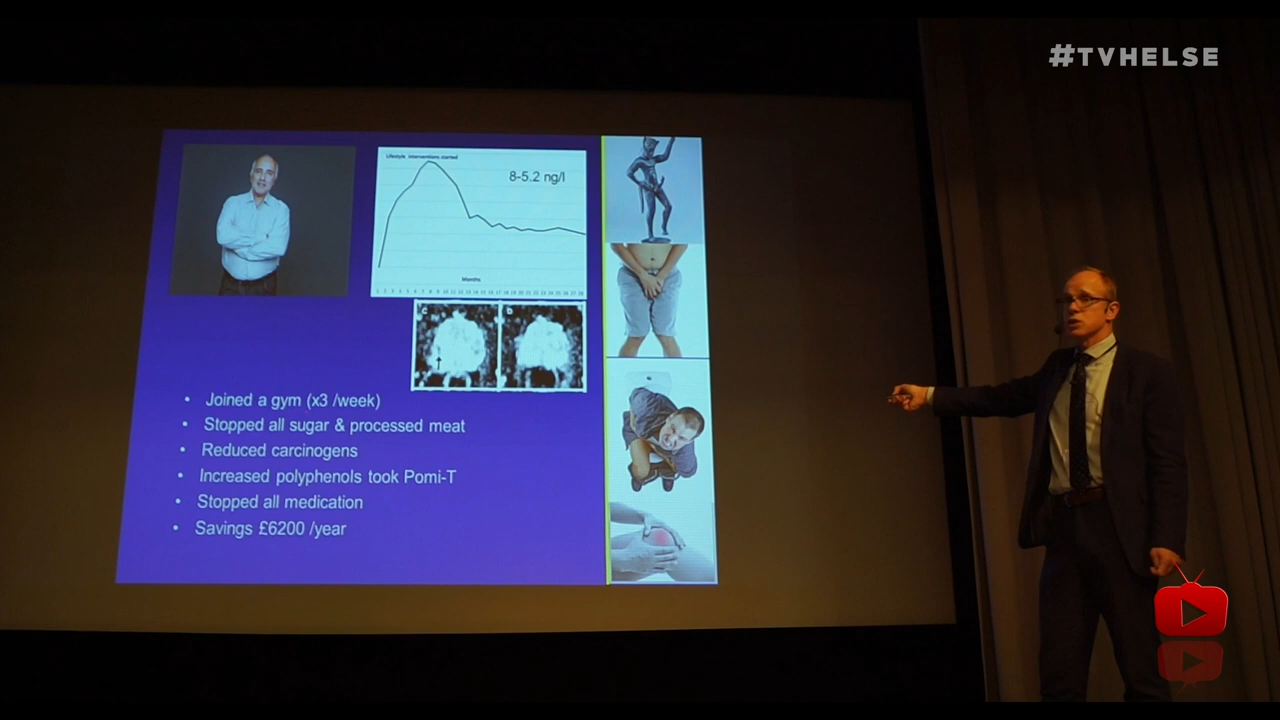 #TVHELSE
Lifestyle interventions started
8-5.2 ng/l
Months
c
b
• Joined a gym (x3 /week)
• Stopped all sugar & processed meat
• Reduced carcinogens
• Increased polyphenols took Pomi-T
• Stopped all medication
• Savings £6200 /year